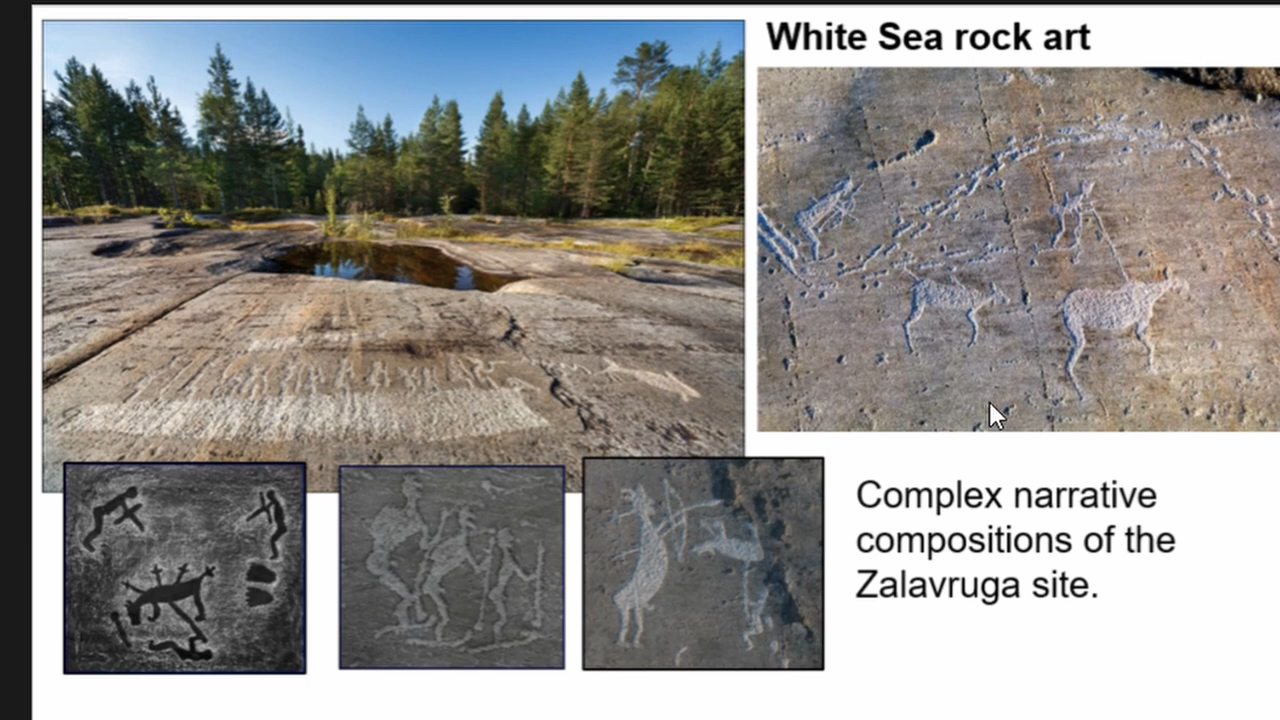 White Sea rock art
Complex narrative
compositions of the
Zalavruga site.